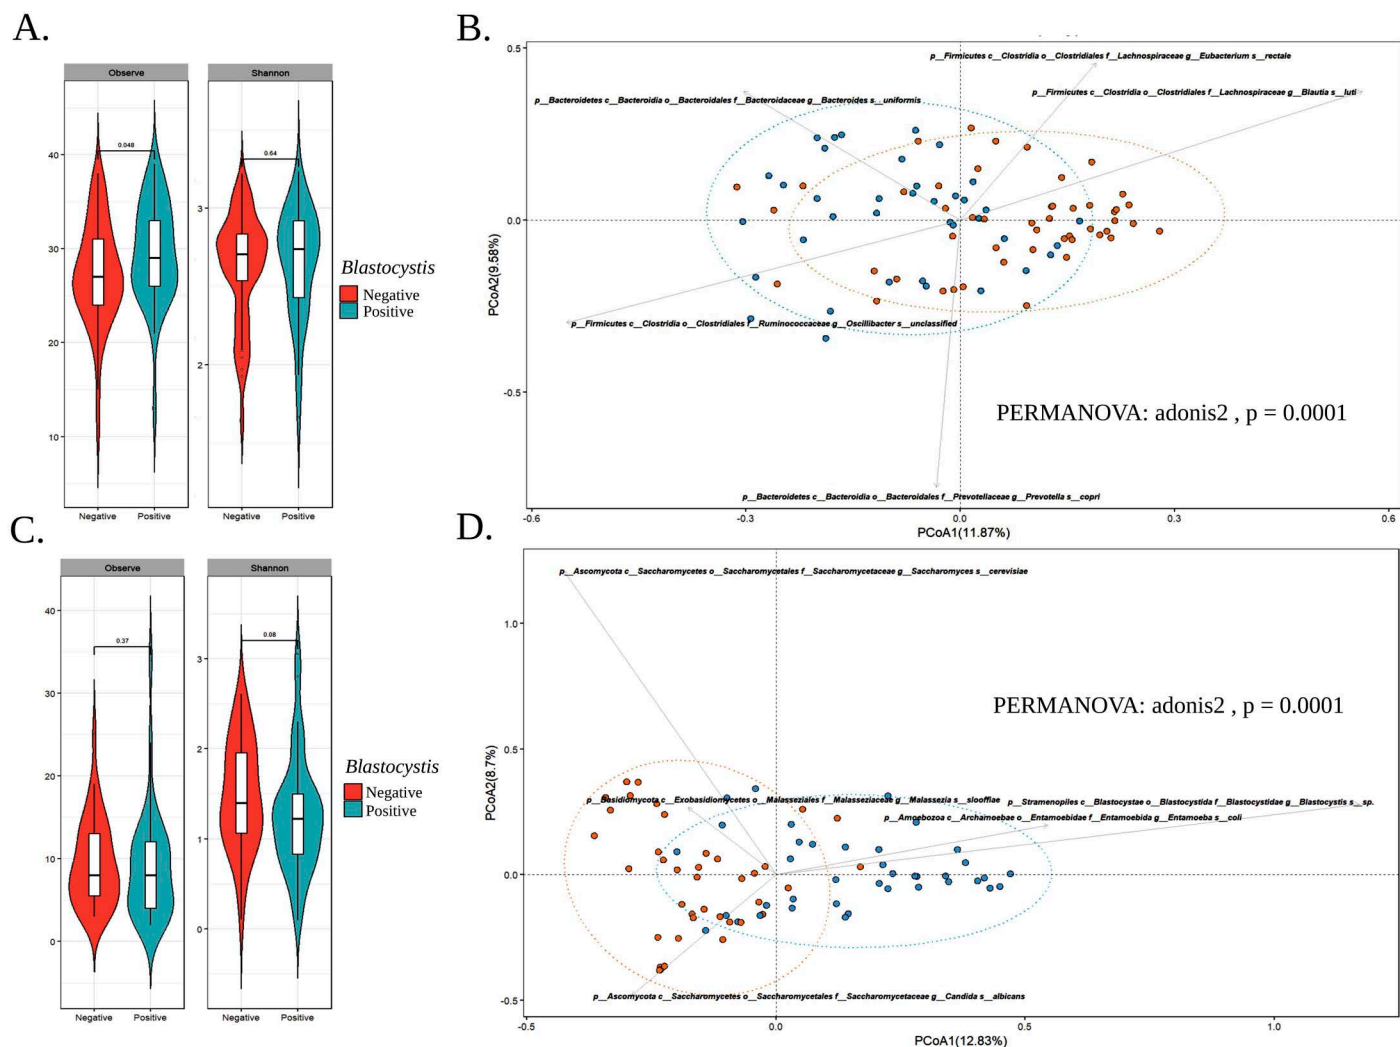 A.
Observe
Shannon
0.048
0.64
40
30
20
10
3
2
Negative
Positive
Negative
Positive
Blastocystis
Negative
Positive
B.
p__Firmicutes c__Clostridia o__Clostridiales f__Lachnospiraceae g__Eubacterium s__rectale
p__Firmicutes c__Clostridia o__Clostridiales f__Lachnospiraceae g__Blautia s__luti
p__Bacteroidetes c__Bacteroidia o__Bacteroidales f__Bacteroidaceae g__Bacteroides s__uniformis
p__Firmicutes c__Clostridia o__Clostridiales f__Ruminococcaceae g__Oscillibacter s__unclassified
PERMANOVA: adonis2 , p = 0.0001
p__Bacteroidetes c__Bacteroidia o__Bacteroidales f__Prevotellaceae g__Prevotella s__copri
0.5
0.0
-0.5
PCoA2(9.58%)
-0.6
-0.3
0.0
0.3
0.6
PCoA1(11.87%)
C.
Observe
Shannon
0.37
0.08
40
30
20
10
0
3
2
1
0
Negative
Positive
Negative
Positive
Blastocystis
Negative
Positive
D.
p__Ascomycota c__Saccharomycetes o__Saccharomycetales f__Saccharomycetaceae g__Saccharomyces s__cerevisiae
PERMANOVA: adonis2 , p = 0.0001
p__Basidiomycota c__Exobasidiomycetes o__Malasseziales f__Malasseziaceae g__Malassezia s__slooffiae
p__Stramenopiles c__Blastocystae o__Blastocystida f__Blastocystidae g__Blastocystis s__sp.
p__Amoebozoa c__Archamoebae o__Entamoebidae f__Entamoebida g__Entamoeba s__coli
p__Ascomycota c__Saccharomycetes o__Saccharomycetales f__Saccharomycetaceae g__Candida s__albicans
1.0
0.5
0.0
-0.5
PCoA2(8.7%)
-0.5
0.0
0.5
1.0
PCoA1(12.83%)